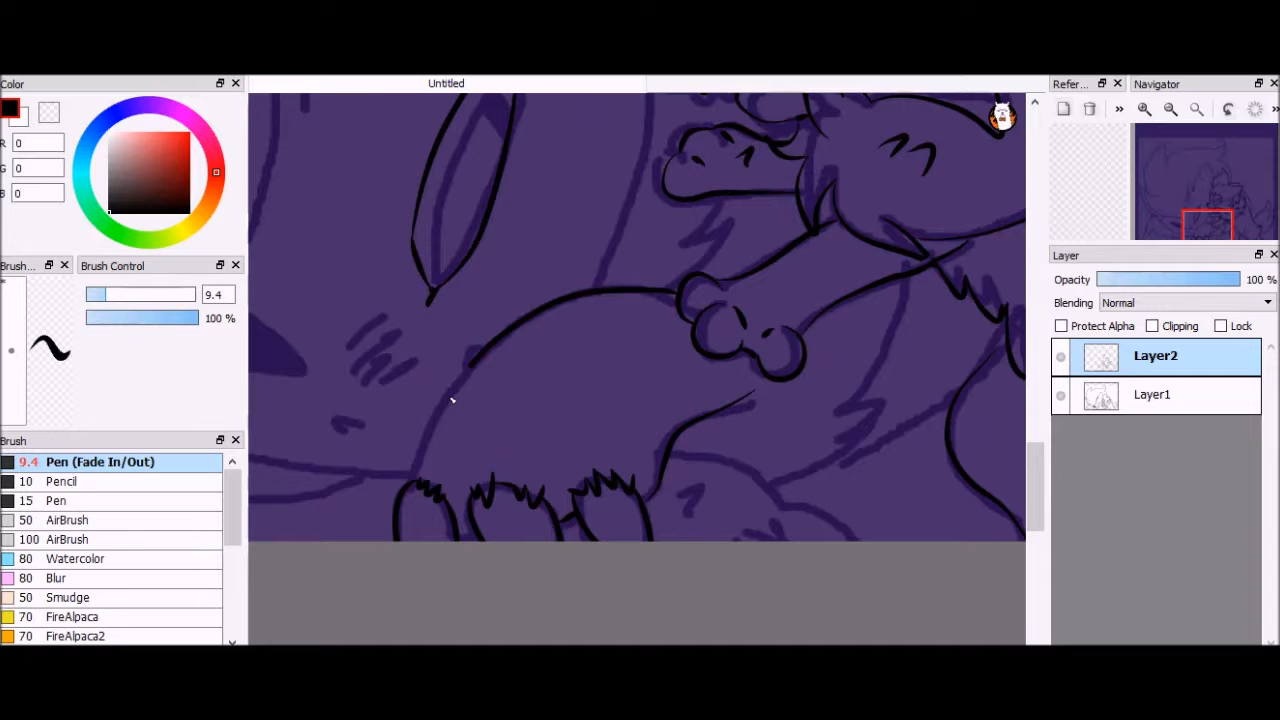 Color
Untitled
Refer...
Navigator
R 0
G 0
B 0
»
»
Brush...
Brush Control
9.4
100 %
Layer
Opacity 100 %
Blending Normal
Protect Alpha Clipping Lock
Layer2
Layer1
Brush
9.4 Pen (Fade In/Out)
10 Pencil
15 Pen
50 AirBrush
100 AirBrush
80 Watercolor
80 Blur
50 Smudge
70 FireAlpaca
70 FireAlpaca2